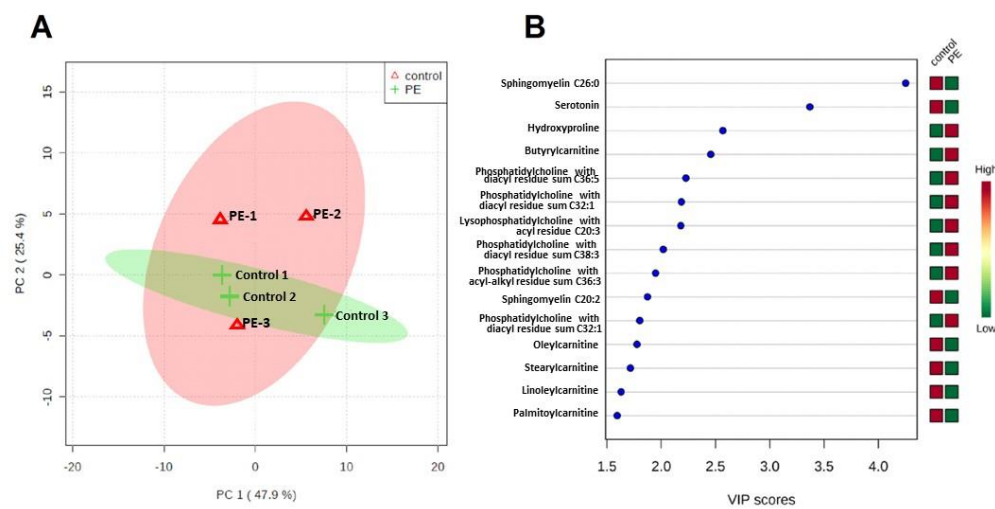 A
control
PE
15
10
5
0
-5
-10
PC 2 ( 25.4 %)
PE-1
PE-2
Control 1
Control 2
Control 3
PE-3
-20
-10
0
10
20
PC 1 ( 47.9 %)
B
control
PE
Sphingomyelin C26:0
Serotonin
Hydroxyproline
Butyrylcarnitine
Phosphatidylcholine with
diacyl residue sum C36:5
Phosphatidylcholine with
diacyl residue sum C32:1
Lysophosphatidylcholine with
acyl residue C20:3
Phosphatidylcholine with
diacyl residue sum C38:3
Phosphatidylcholine with
acyl-alkyl residue sum C36:3
Sphingomyelin C20:2
Phosphatidylcholine with
diacyl residue sum C32:1
Oleylcarnitine
Stearylcarnitine
Linoleylcarnitine
Palmitoylcarnitine
High
Low
1.5
2.0
2.5
3.0
3.5
4.0
VIP scores